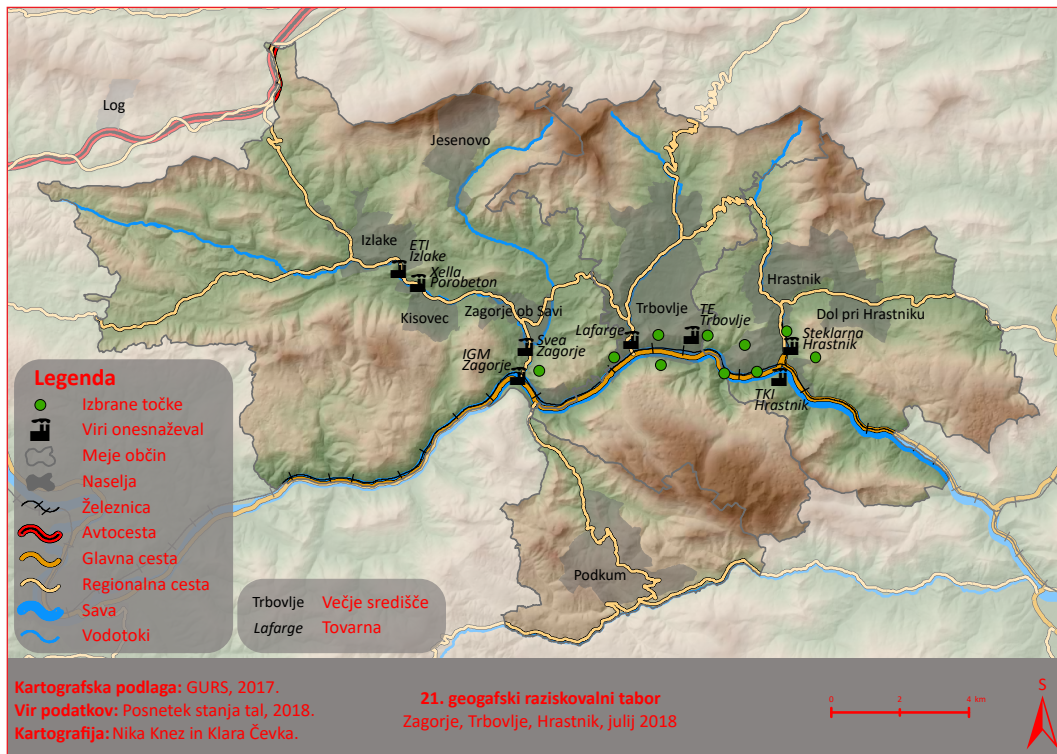 Log
Jesenovo
Izlake
ETI
Izlake
Xella
Porobeton
Kisovec
Zagorje ob Savi
Svea
Zagorje
IGM
Zagorje
Lafarge
Trbovlje
TE
Trbovlje
Hrastnik
Dol pri Hrastniku
Steklarna
Hrastnik
TKI
Hrastnik
Podkum
Legenda
Izbrane točke
Viri onesnaževal
Meje občin
Naselja
Železnica
Avtocesta
Glavna cesta
Regionalna cesta
Sava
Vodotoki
Trbovlje Večje središče
Lafarge Tovarna
Kartografska podlaga: GURS, 2017.
Vir podatkov: Posnetek stanja tal, 2018.
Kartografija: Nika Knez in Klara Čevka.
21. geogafski raziskovalni tabor
Zagorje, Trbovlje, Hrastnik, julij 2018
0 2 4 km
S